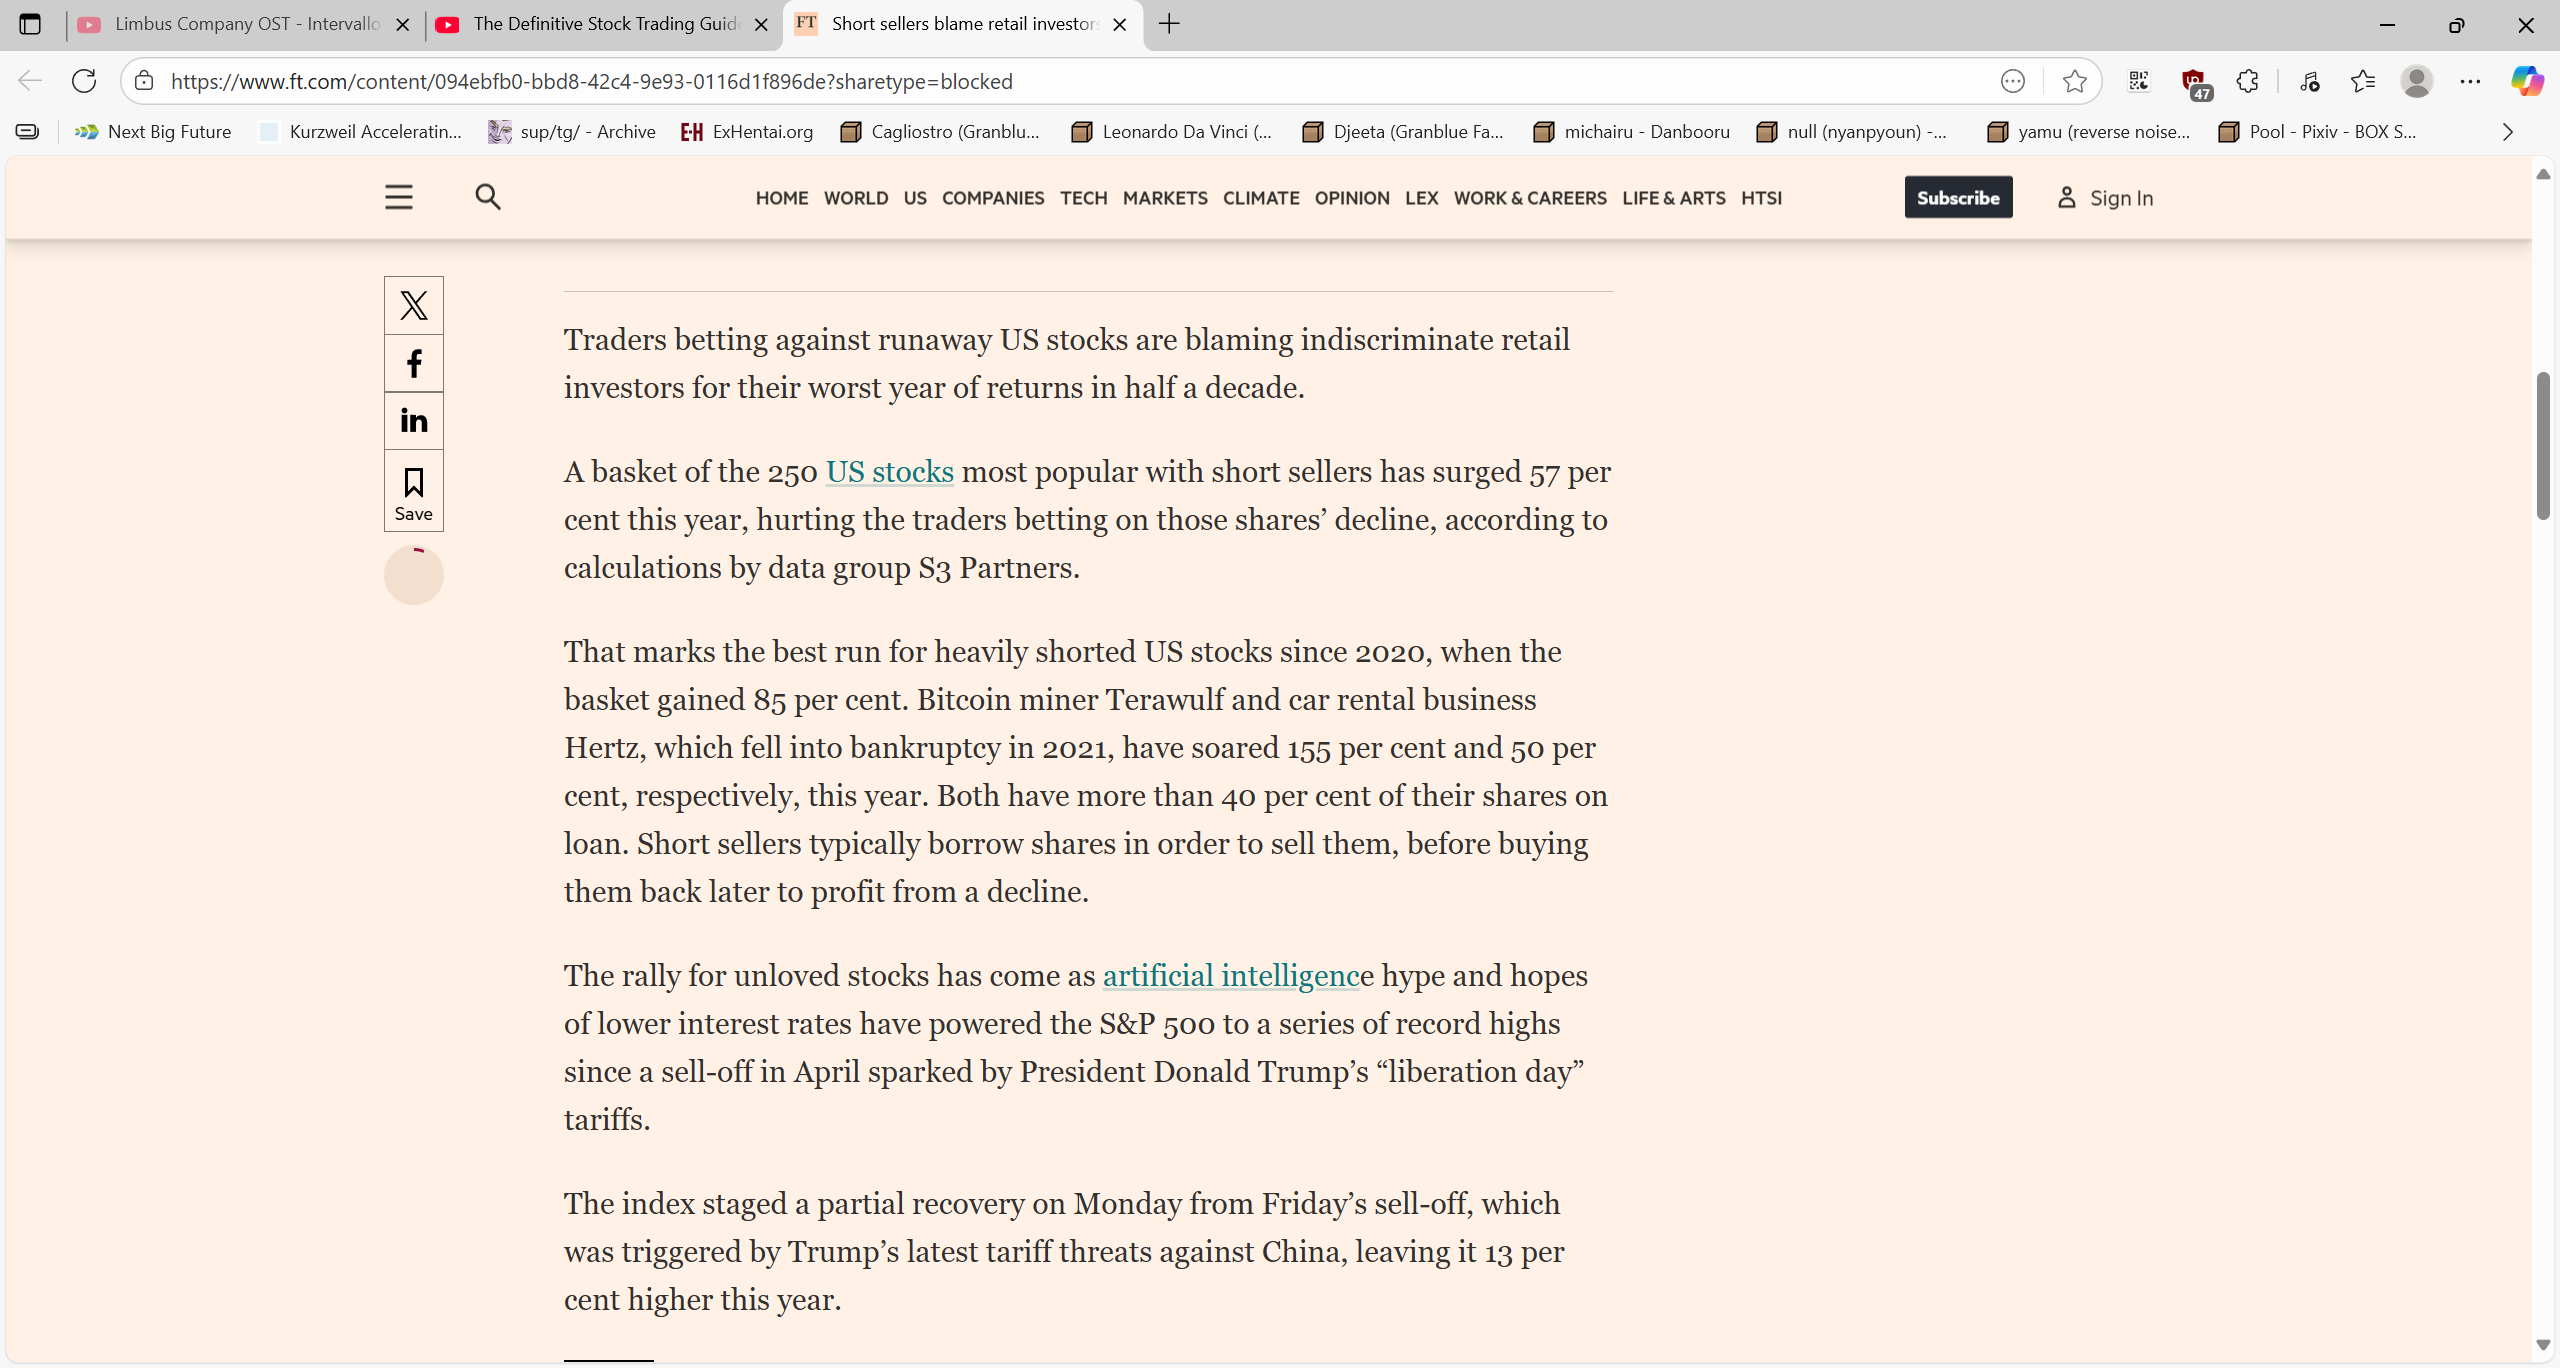 Limbus Company OST - Intervallo
The Definitive Stock Trading Guid
FT Short sellers blame retail investors
https://www.ft.com/content/094ebfb0-bbd8-42c4-9e93-0116d1f896de?sharetype=blocked
47
Next Big Future
Kurzweil Acceleratin...
sup/tg/ - Archive
E-H ExHentai.org
Cagliostro (Granblu...
Leonardo Da Vinci (...
Djeeta (Granblue Fa...
michairu - Danbooru
null (nyanpyoun) -...
yamu (reverse noise...
Pool - Pixiv - BOX S...
HOME WORLD US COMPANIES TECH MARKETS CLIMATE OPINION LEX WORK & CAREERS LIFE & ARTS HTSI
Subscribe
Sign In
Save
Traders betting against runaway US stocks are blaming indiscriminate retail
investors for their worst year of returns in half a decade.
A basket of the 250 US stocks most popular with short sellers has surged 57 per
cent this year, hurting the traders betting on those shares’ decline, according to
calculations by data group S3 Partners.
That marks the best run for heavily shorted US stocks since 2020, when the
basket gained 85 per cent. Bitcoin miner Terawulf and car rental business
Hertz, which fell into bankruptcy in 2021, have soared 155 per cent and 50 per
cent, respectively, this year. Both have more than 40 per cent of their shares on
loan. Short sellers typically borrow shares in order to sell them, before buying
them back later to profit from a decline.
The rally for unloved stocks has come as artificial intelligence hype and hopes
of lower interest rates have powered the S&P 500 to a series of record highs
since a sell-off in April sparked by President Donald Trump’s “liberation day”
tariffs.
The index staged a partial recovery on Monday from Friday’s sell-off, which
was triggered by Trump’s latest tariff threats against China, leaving it 13 per
cent higher this year.